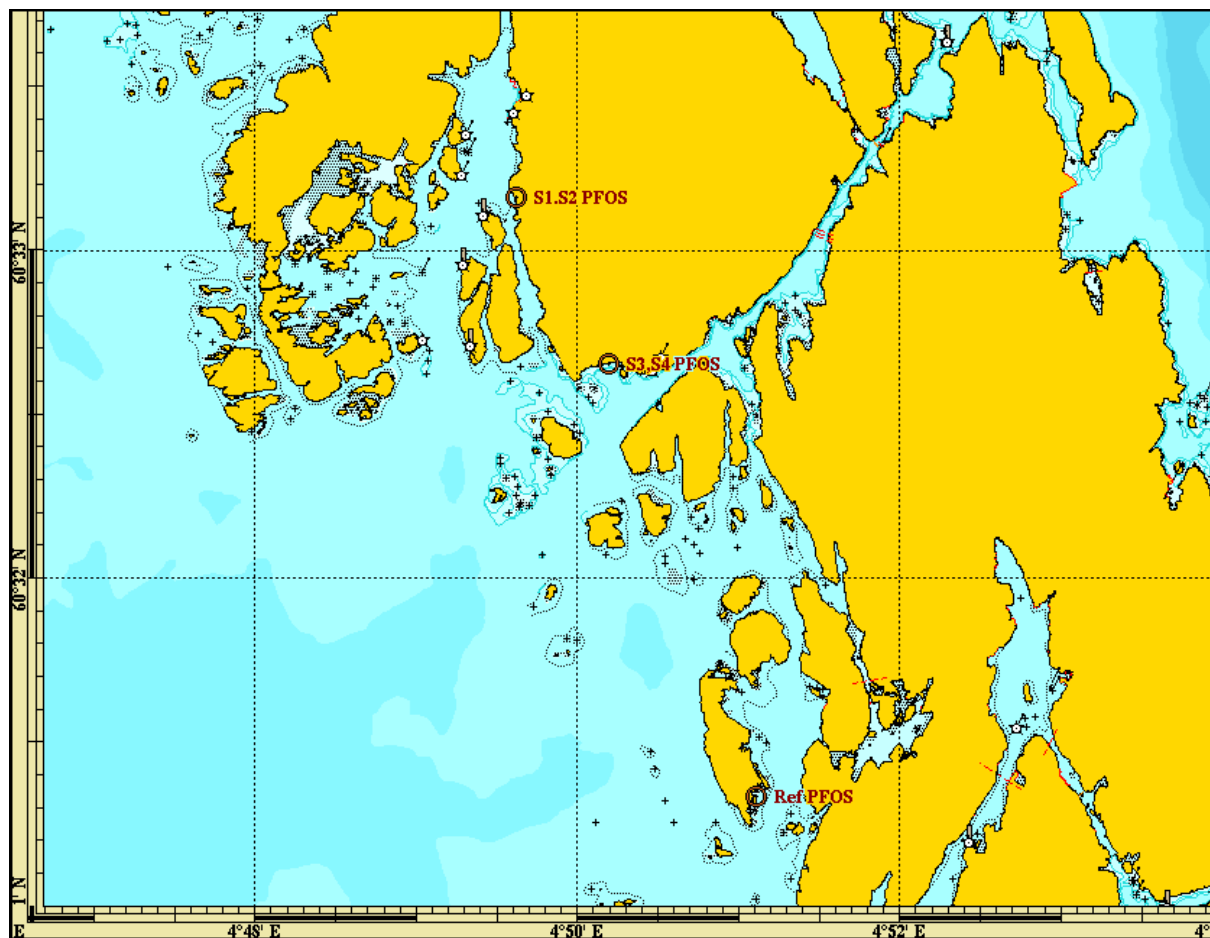 S1.S2 PFOS
60°33' N
S3,S4 PFOS
60°32' N
Ref PFOS
1' N
E
4°48' E
4°50' E
4°52' E